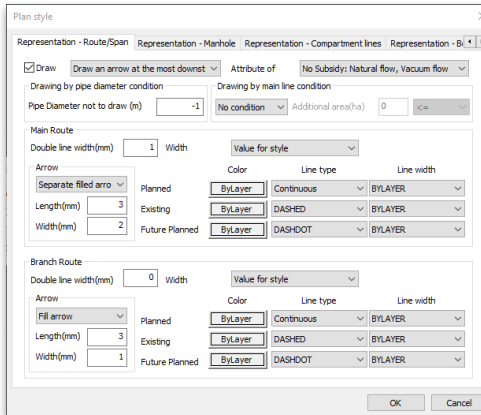 Plan style
Representation - Route/Span Representation - Manhole Representation - Compartment lines Representation - B
Draw Draw an arrow at the most downst Attribute of No Subsidy: Natural flow, Vacuum flow
Drawing by pipe diameter condition Drawing by main line condition
Pipe Diameter not to draw (m) -1 No condition Additional area(ha) 0 <=
Main Route
Double line width(mm) 1 Width Value for style
Arrow Color Line type Line width
Separate filled arro Planned ByLayer Continuous BYLAYER
Length(mm) 3 Existing ByLayer DASHED BYLAYER
Width(mm) 2 Future Planned ByLayer DASHDOT BYLAYER
Branch Route
Double line width(mm) 0 Width Value for style
Arrow Color Line type Line width
Fill arrow Planned ByLayer Continuous BYLAYER
Length(mm) 3 Existing ByLayer DASHED BYLAYER
Width(mm) 1 Future Planned ByLayer DASHDOT BYLAYER
OK Cancel